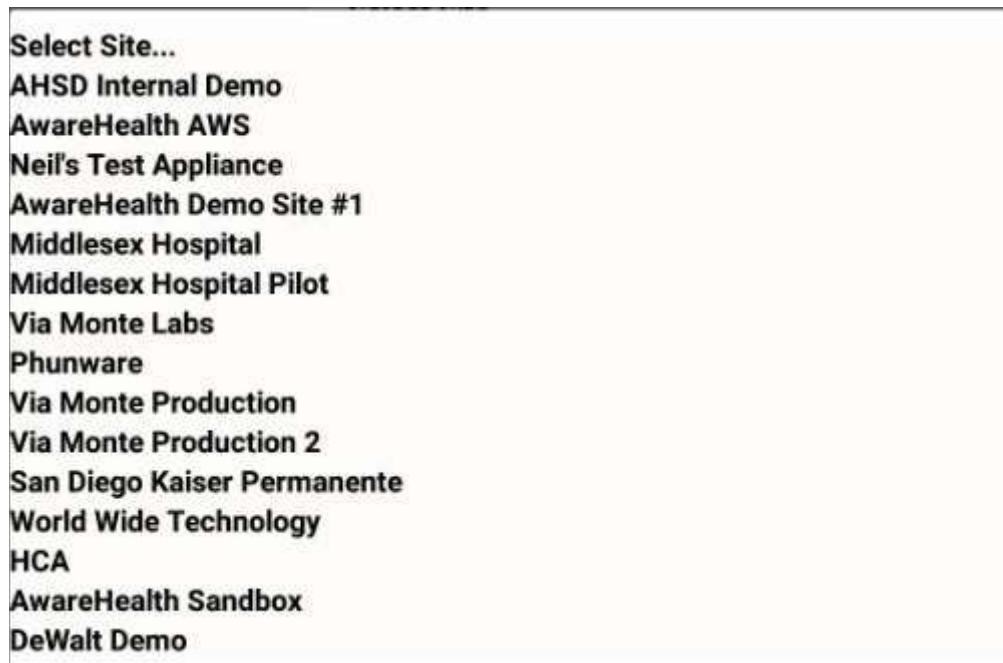 Select Site...
AHSD Internal Demo
AwareHealth AWS
Neil's Test Appliance
AwareHealth Demo Site #1
Middlesex Hospital
Middlesex Hospital Pilot
Via Monte Labs
Phunware
Via Monte Production
Via Monte Production 2
San Diego Kaiser Permanente
World Wide Technology
HCA
AwareHealth Sandbox
DeWalt Demo